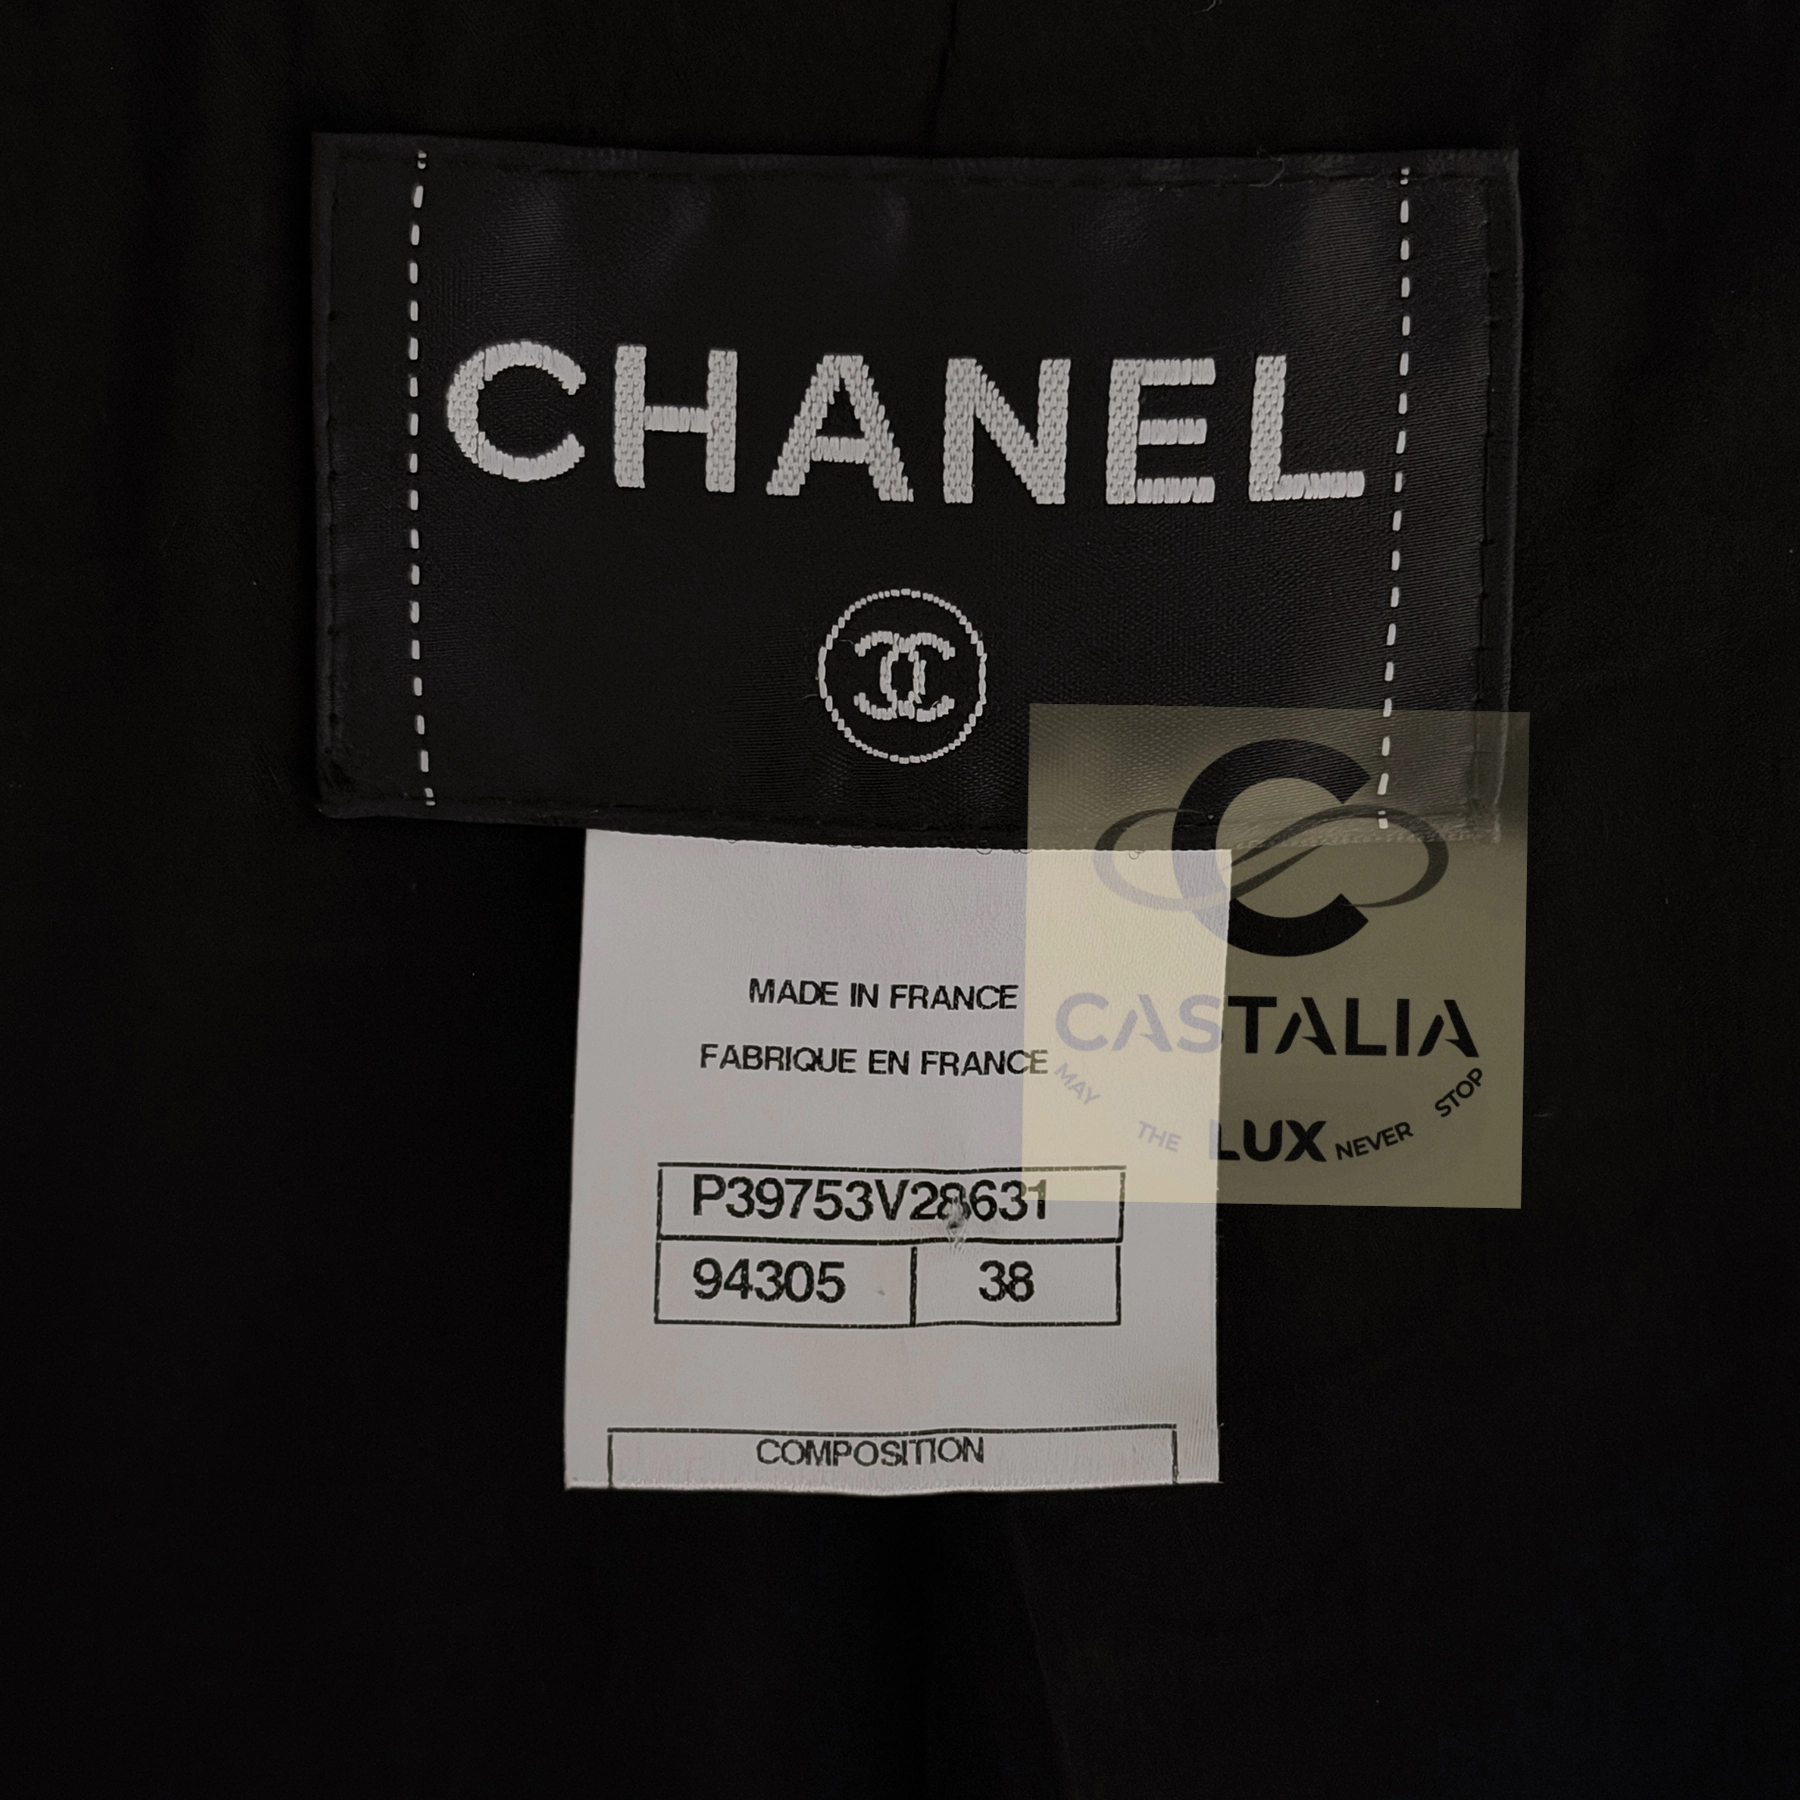 CHANEL
CASTALIA
MAY THE LUX NEVER STOP
MADE IN FRANCE
FABRIQUE EN FRANCE
P39753V28631
94305 38
COMPOSITION